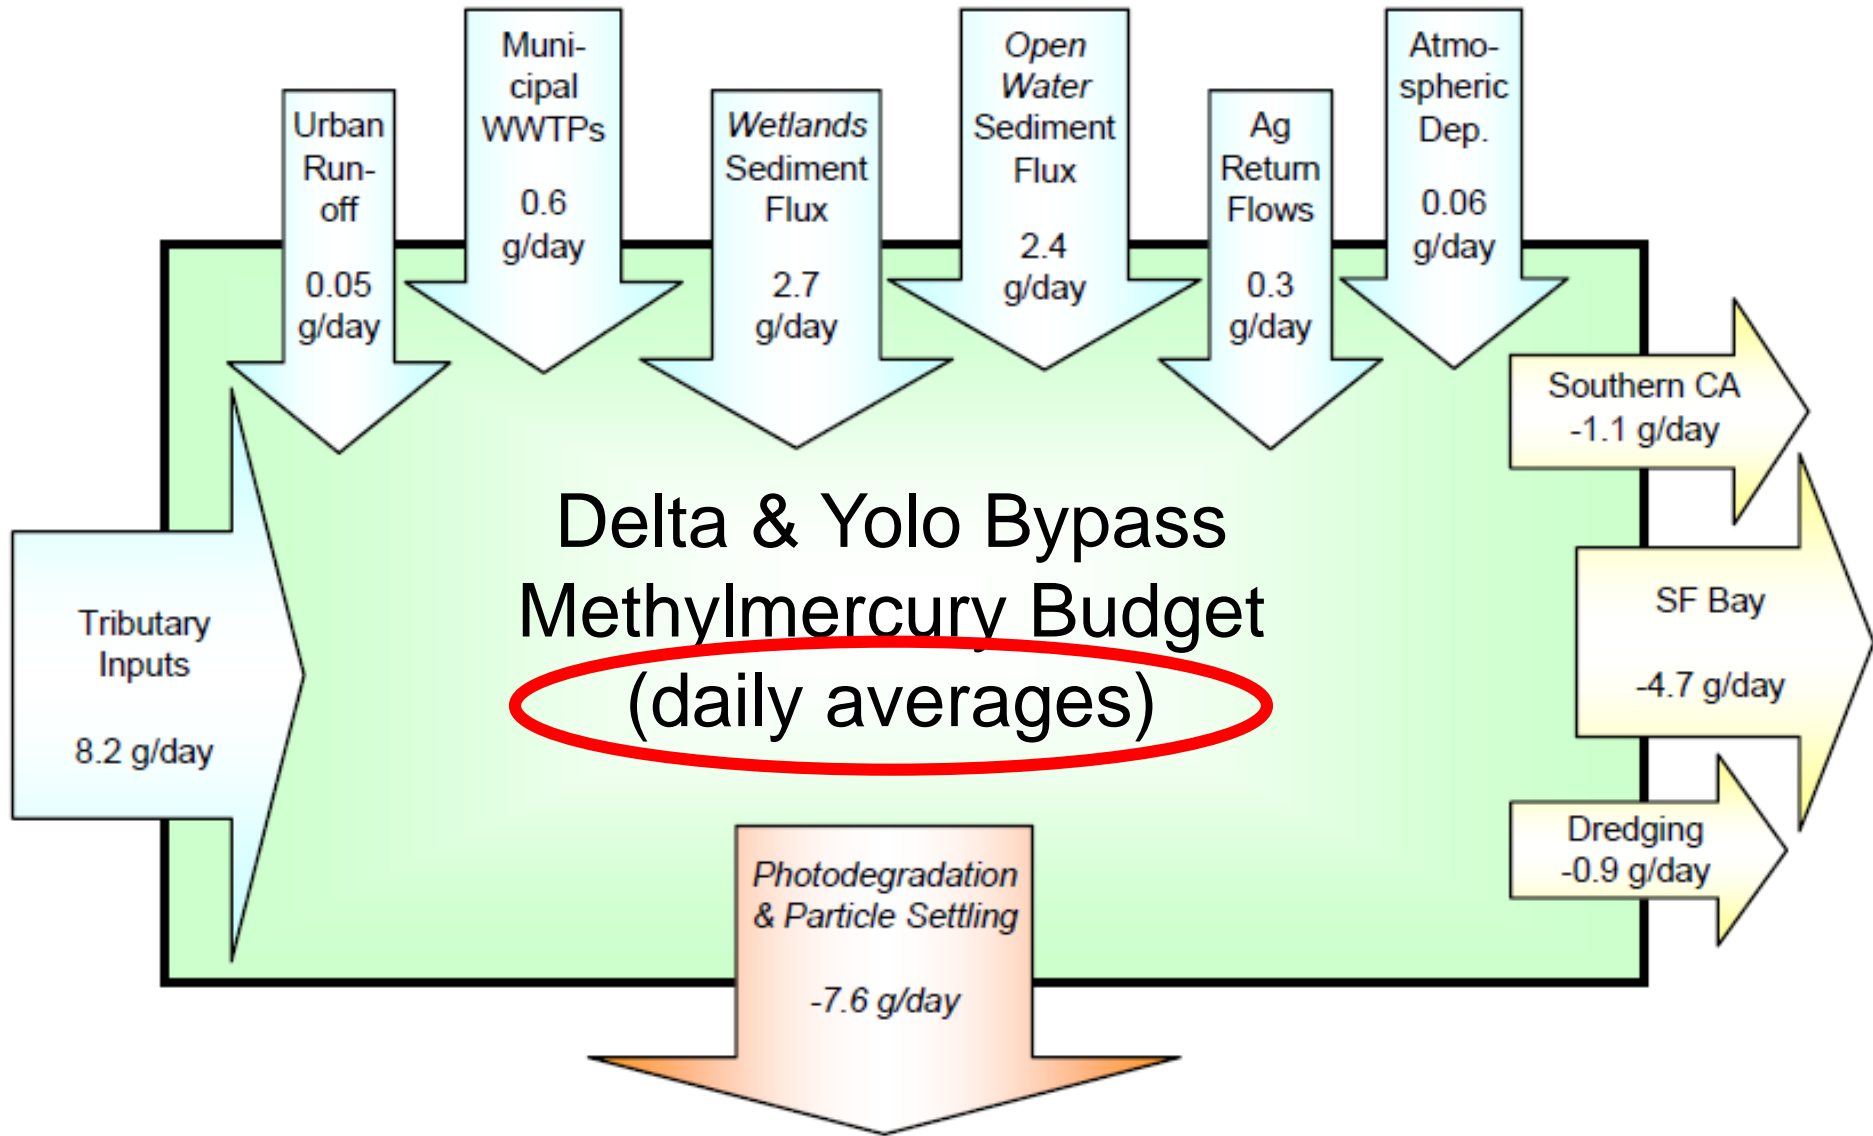 Urban
Run-
off
0.05
g/day
Muni-
cipal
WWTPs
0.6
g/day
Wetlands
Sediment
Flux
2.7
g/day
Open
Water
Sediment
Flux
2.4
g/day
Ag
Return
Flows
0.3
g/day
Atmo-
spheric
Dep.
0.06
g/day
Tributary
Inputs
8.2 g/day
Delta & Yolo Bypass
Methylmercury Budget
(daily averages)
Southern CA
-1.1 g/day
SF Bay
-4.7 g/day
Dredging
-0.9 g/day
Photodegradation
& Particle Settling
-7.6 g/day